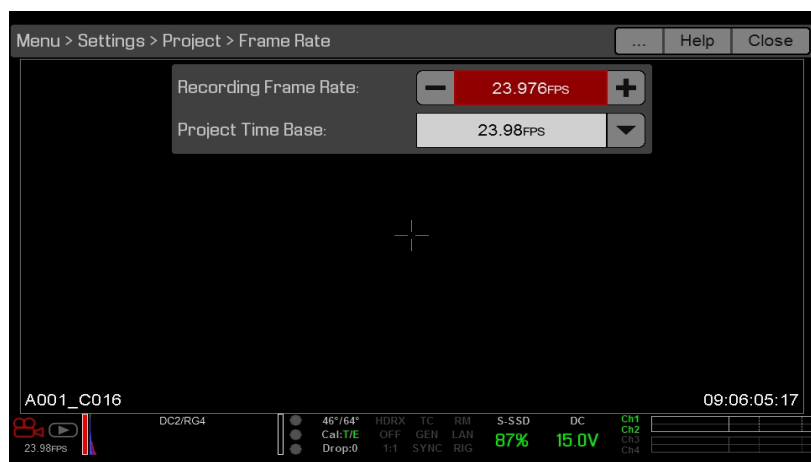 Menu > Settings > Project > Frame Rate
... Help Close
Recording Frame Rate: 23.976FPS
Project Time Base: 23.98FPS
A001_C016 09:06:05:17
DC2/RG4 46°/64° HDRX TC RM S-SSD DC Ch1
Cal:T/E OFF GEN LAN 87% 15.0V Ch2
23.98FPS Drop:0 1:1 SYNC RIG Ch3
Ch4